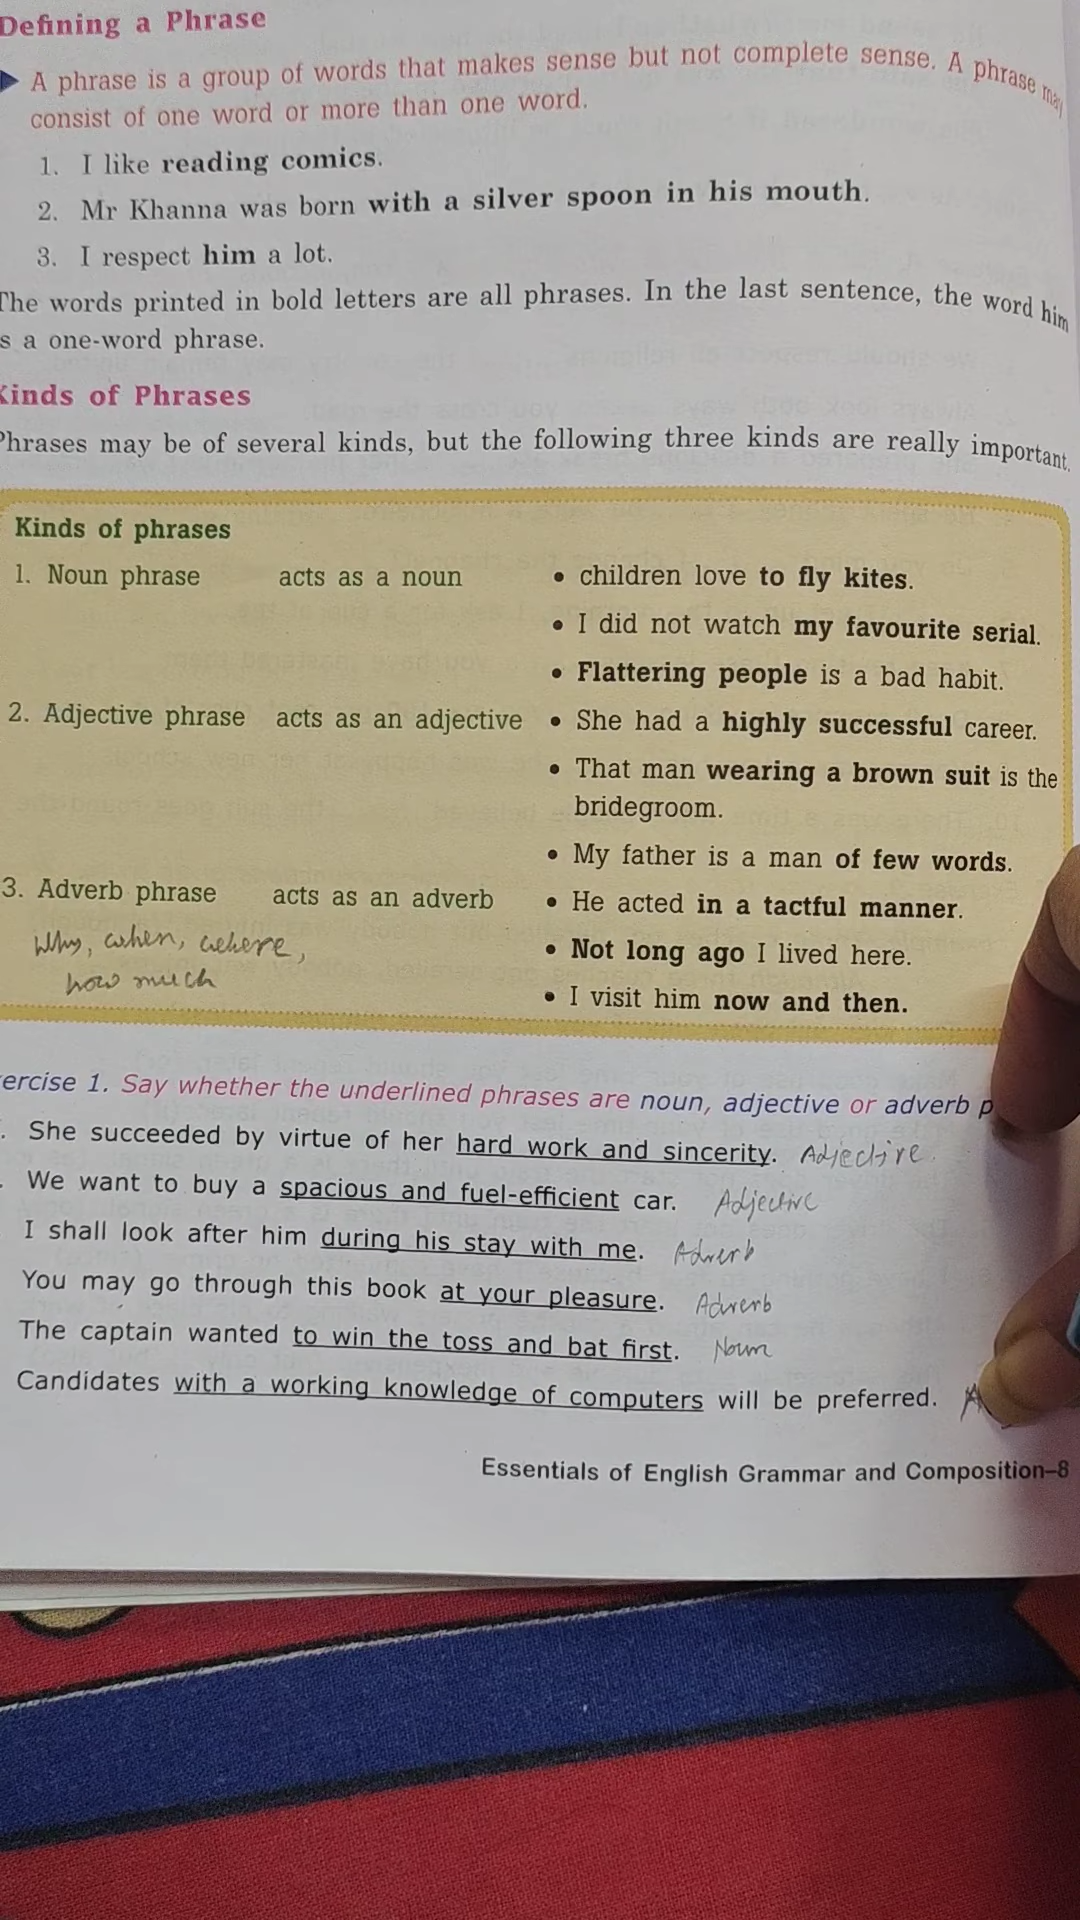 Defining a Phrase
A phrase is a group of words that makes sense but not complete sense. A phrase may
consist of one word or more than one word.
1. I like reading comics.
2. Mr Khanna was born with a silver spoon in his mouth.
3. I respect him a lot.
The words printed in bold letters are all phrases. In the last sentence, the word him
s a one-word phrase.
Kinds of Phrases
Phrases may be of several kinds, but the following three kinds are really important.
Kinds of phrases
1. Noun phrase acts as a noun • children love to fly kites.
• I did not watch my favourite serial.
• Flattering people is a bad habit.
2. Adjective phrase acts as an adjective • She had a highly successful career.
• That man wearing a brown suit is the
bridegroom.
• My father is a man of few words.
3. Adverb phrase acts as an adverb • He acted in a tactful manner.
Why, when, where, • Not long ago I lived here.
how much • I visit him now and then.
ercise 1. Say whether the underlined phrases are noun, adjective or adverb p
. She succeeded by virtue of her hard work and sincerity. Adjective.
. We want to buy a spacious and fuel-efficient car. Adjective
I shall look after him during his stay with me. Adverb
You may go through this book at your pleasure. Adverb
The captain wanted to win the toss and bat first. Noun
Candidates with a working knowledge of computers will be preferred. A
Essentials of English Grammar and Composition–8